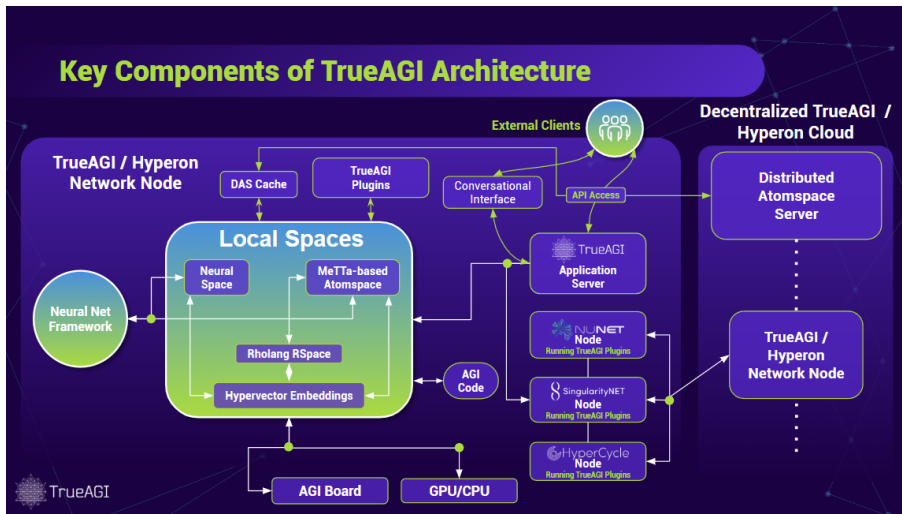 Key Components of TrueAGI Architecture
External Clients
Decentralized TrueAGI /
Hyperon Cloud
TrueAGI / Hyperon
Network Node
DAS Cache
TrueAGI
Plugins
Conversational
Interface
API Access
Distributed
Atomspace
Server
Local Spaces
Neural
Space
MeTTa-based
Atomspace
TrueAGI
Application
Server
Neural Net
Framework
Rholang RSpace
Hypervector Embeddings
AGI
Code
NUNET
Node
Running TrueAGI Plugins
SingularityNET
Node
Running TrueAGI Plugins
HyperCycle
Node
Running TrueAGI Plugins
TrueAGI /
Hyperon
Network Node
AGI Board
GPU/CPU
TrueAGI